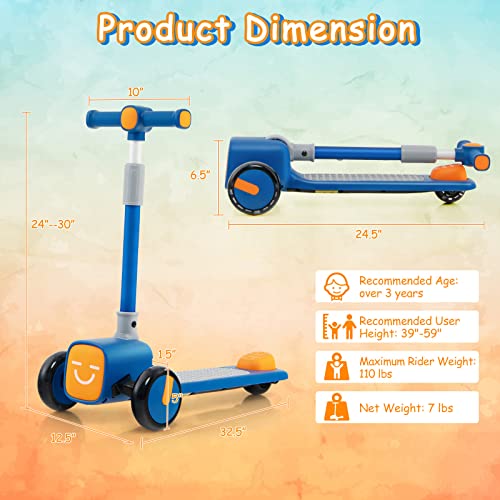 Product Dimension
10"
6.5"
24"--30"
24.5"
Recommended Age:
over 3 years
Recommended User
Height: 39"-59"
1.5"
Maximum Rider Weight:
110 lbs
5"
Net Weight: 7 lbs
12.5"
32.5"